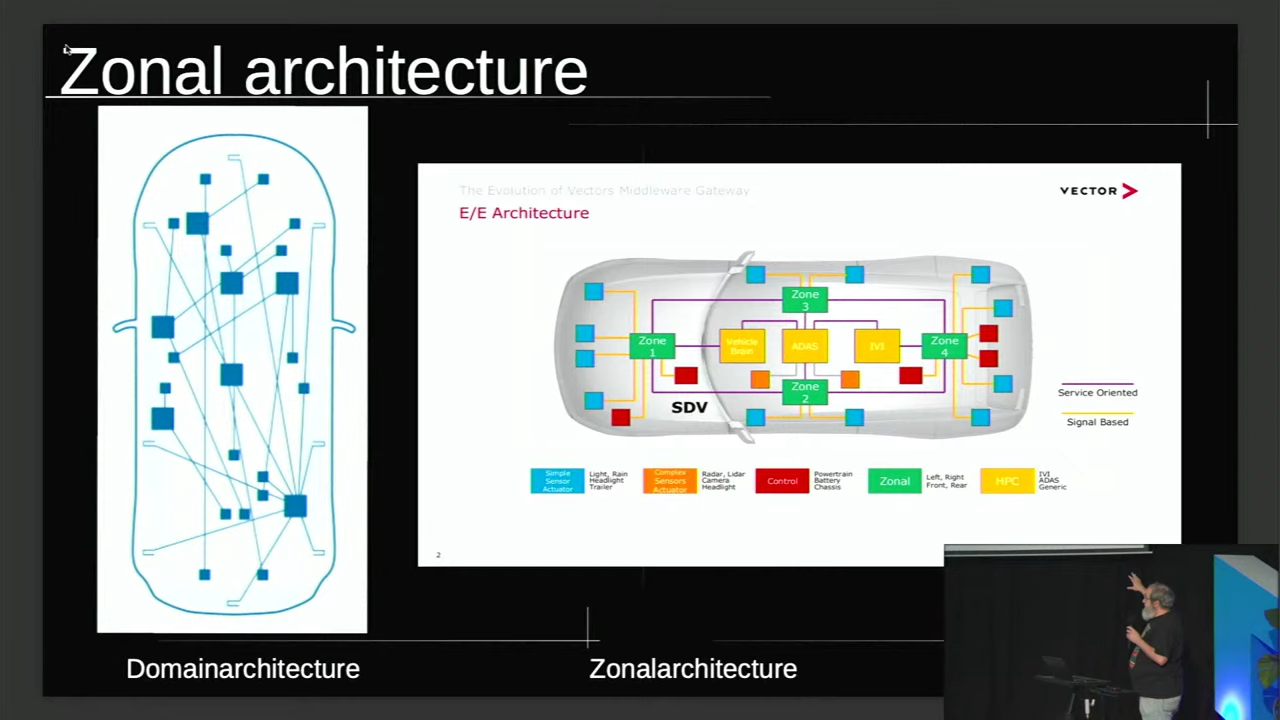 Zonal architecture
The Evolution of Vectors Middleware Gateway
VECTOR
E/E Architecture
Zone
3
Zone
1
Vehicle
Brain
ADAS
IVI
Zone
4
Zone
2
SDV
Service Oriented
Signal Based
Simple
Sensor
Actuator
Light, Rain
Headlight
Trailer
Complex
Sensors
Actuator
Radar, Lidar
Camera
Headlight
Control
Powertrain
Battery
Chassis
Zonal
Left, Right
Front, Rear
HPC
IVI
ADAS
Generic
2
Domainarchitecture
Zonalarchitecture